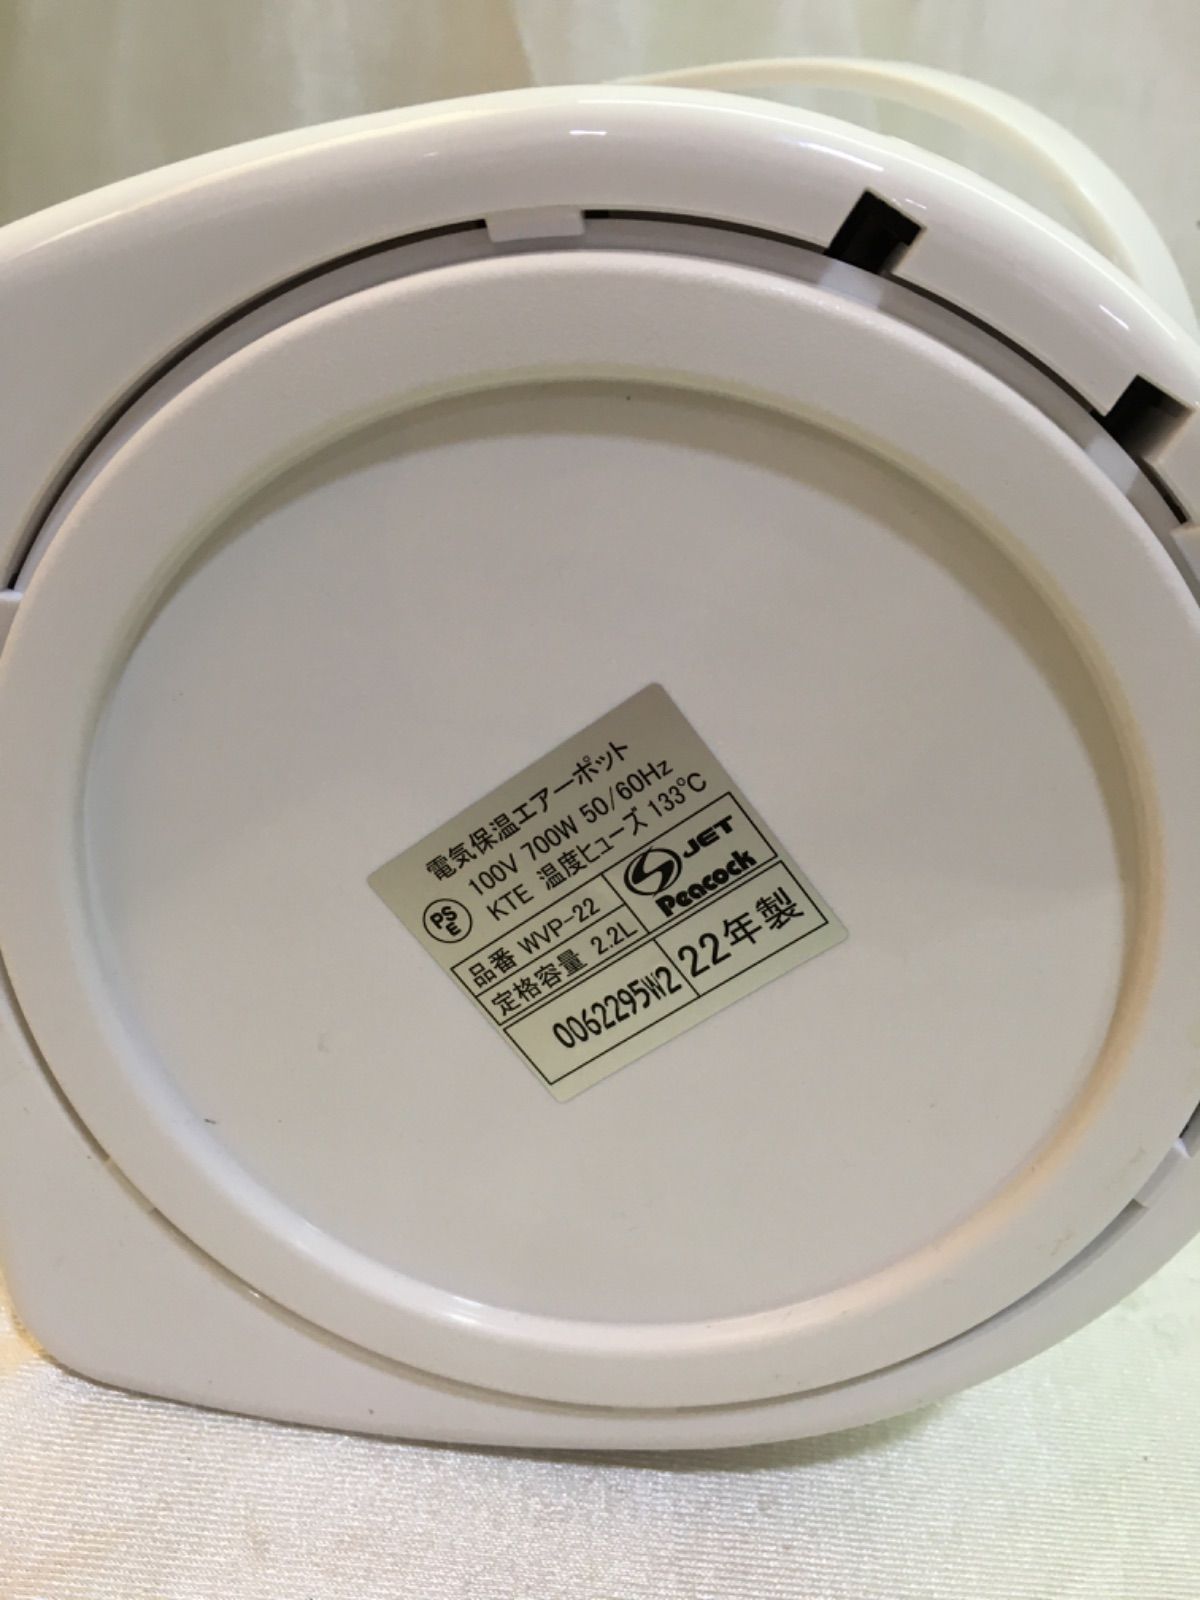 電気保温エアーポット
100V 700W 50/60Hz
PSE KTE 温度ヒューズ 133℃
品番 WVP-22
定格容量 2.2L
JET
Peacock
0062295W2
22年製